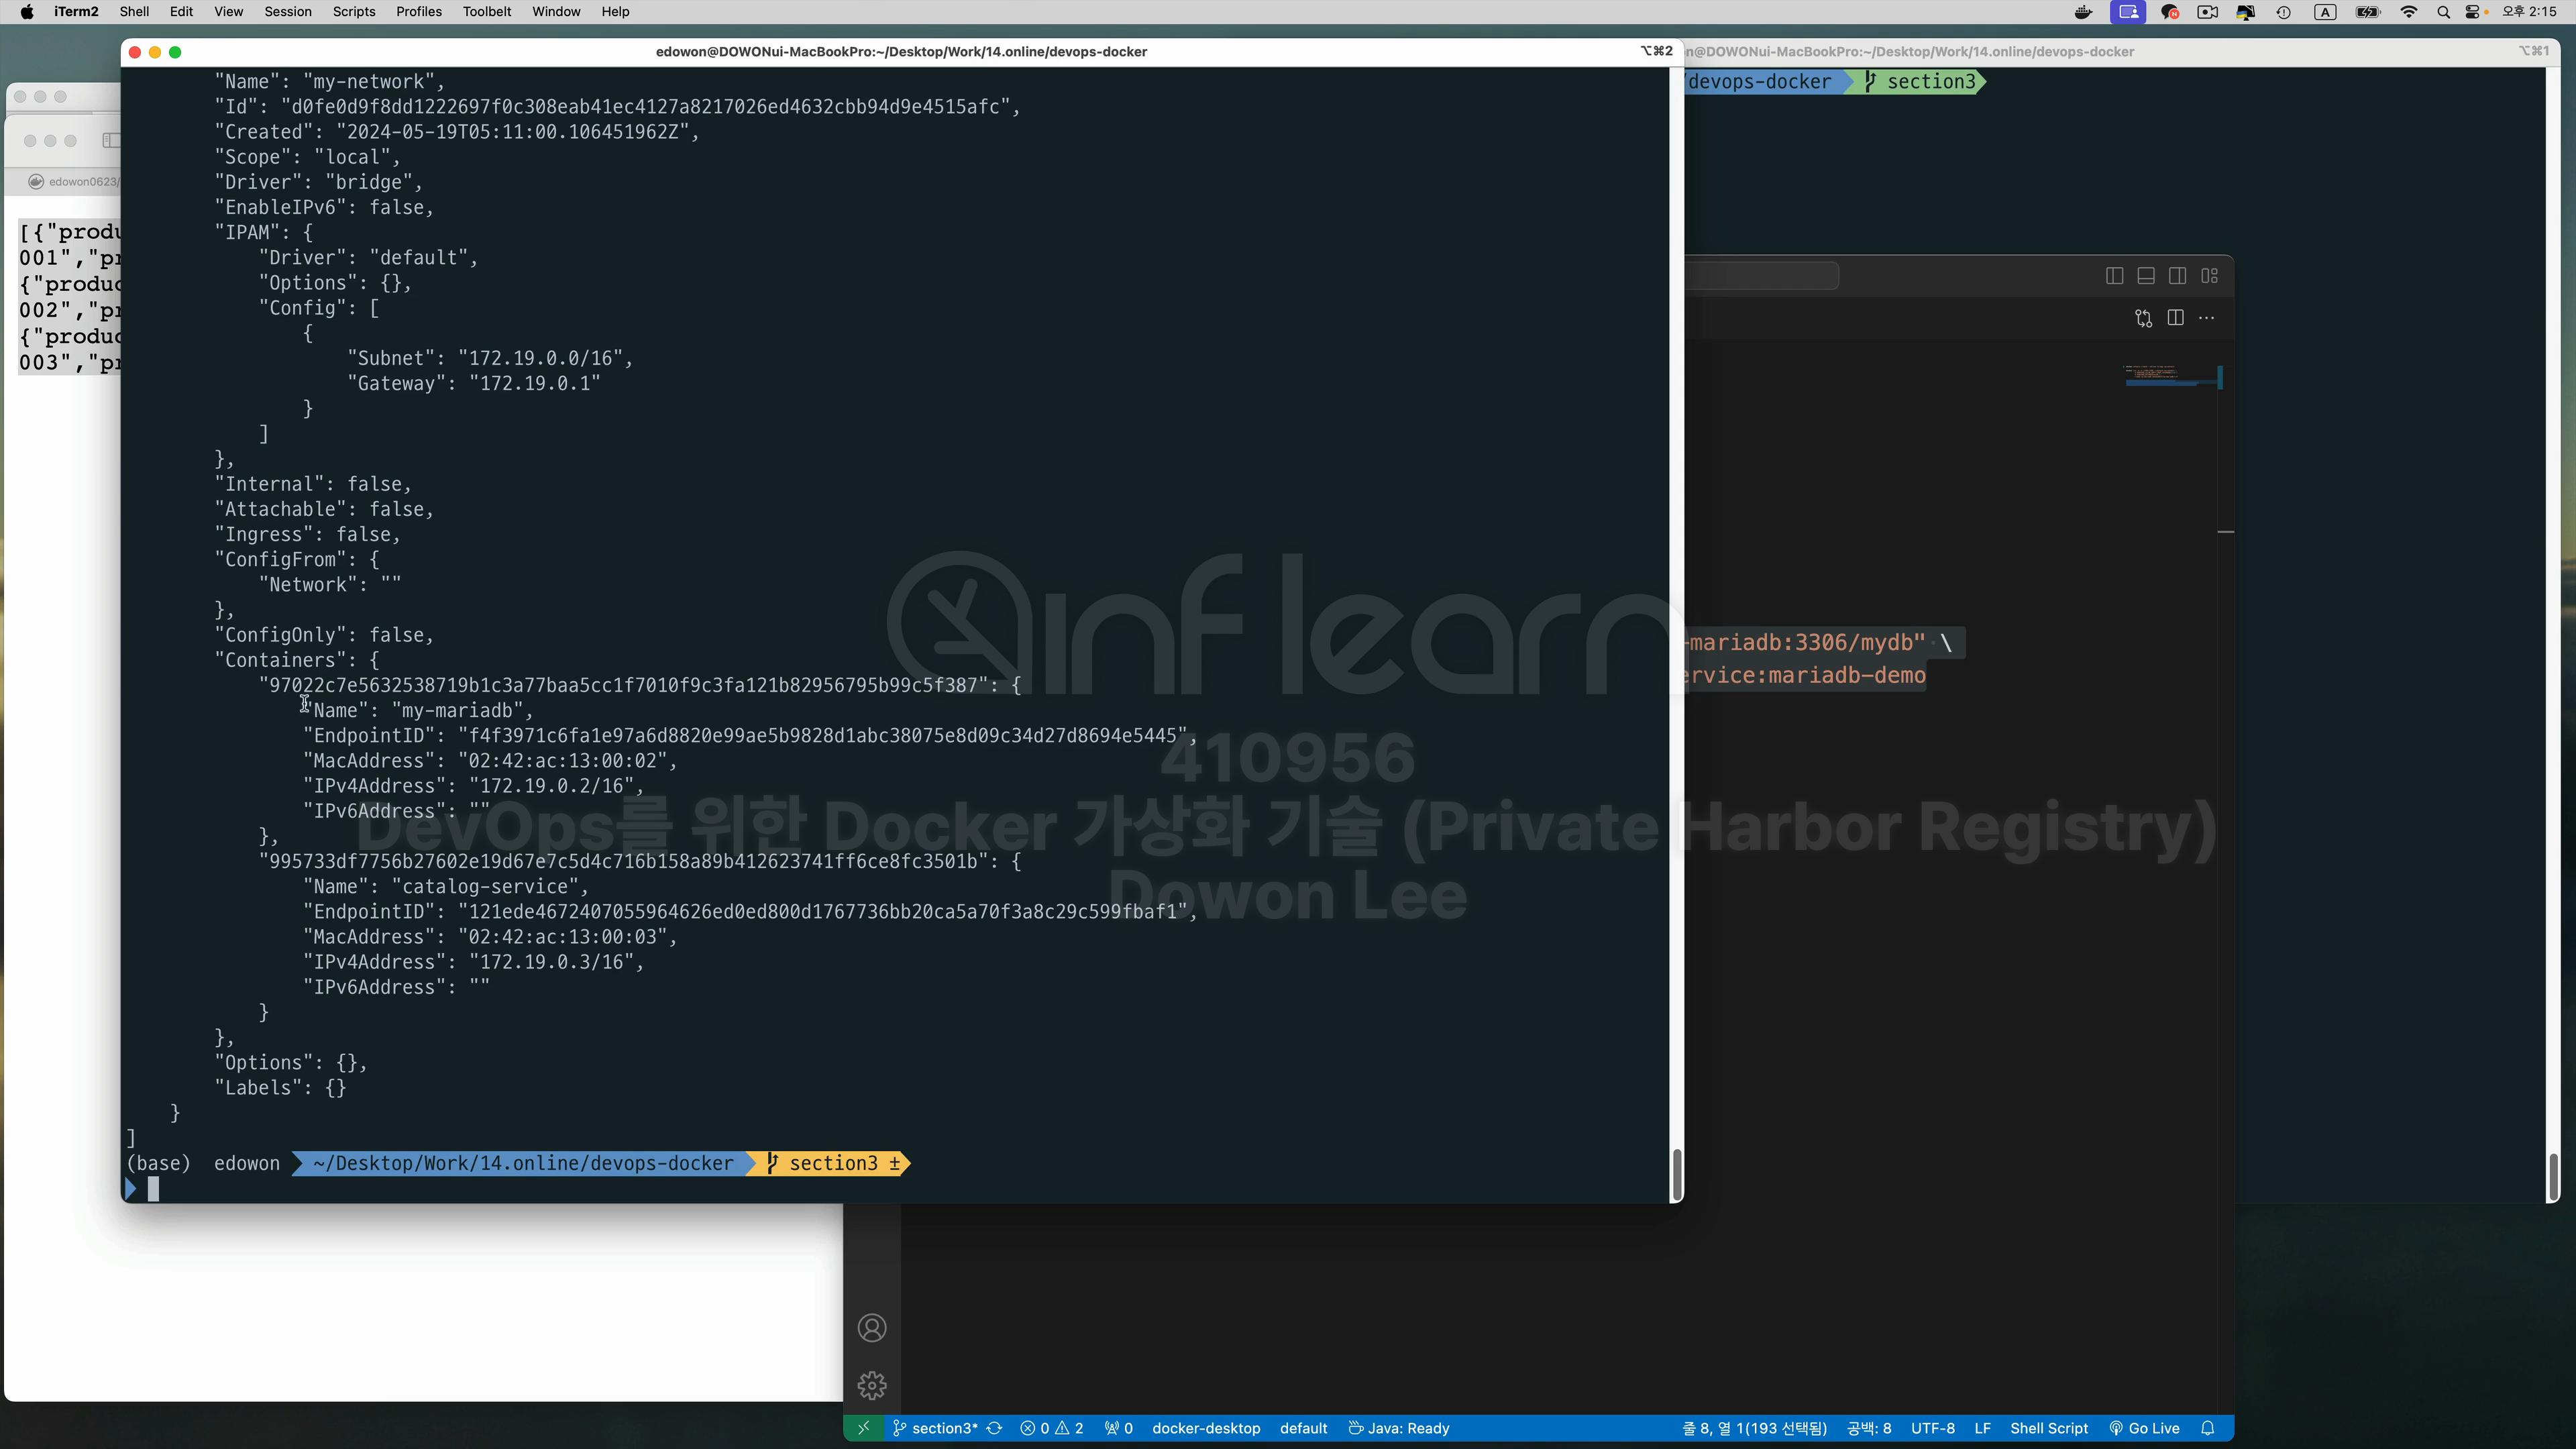 iTerm2 Shell Edit View Session Scripts Profiles Toolbelt Window Help
A 오후 2:15
edowon@DOWONui-MacBookPro:~/Desktop/Work/14.online/devops-docker ⌥⌘2
n@DOWONui-MacBookPro:~/Desktop/Work/14.online/devops-docker ⌥⌘1
"Name": "my-network",
"Id": "d0fe0d9f8dd1222697f0c308eab41ec4127a8217026ed4632cbb94d9e4515afc",
"Created": "2024-05-19T05:11:00.106451962Z",
"Scope": "local",
"Driver": "bridge",
"EnableIPv6": false,
"IPAM": {
"Driver": "default",
"Options": {},
"Config": [
{
"Subnet": "172.19.0.0/16",
"Gateway": "172.19.0.1"
}
]
},
"Internal": false,
"Attachable": false,
"Ingress": false,
"ConfigFrom": {
"Network": ""
},
"ConfigOnly": false,
"Containers": {
"97022c7e5632538719b1c3a77baa5cc1f7010f9c3fa121b82956795b99c5f387": {
"Name": "my-mariadb",
"EndpointID": "f4f3971c6fa1e97a6d8820e99ae5b9828d1abc38075e8d09c34d27d8694e5445",
"MacAddress": "02:42:ac:13:00:02",
"IPv4Address": "172.19.0.2/16",
"IPv6Address": ""
},
"995733df7756b27602e19d67e7c5d4c716b158a89b412623741ff6ce8fc3501b": {
"Name": "catalog-service",
"EndpointID": "121ede4672407055964626ed0ed800d1767736bb20ca5a70f3a8c29c599fbaf1",
"MacAddress": "02:42:ac:13:00:03",
"IPv4Address": "172.19.0.3/16",
"IPv6Address": ""
}
},
"Options": {},
"Labels": {}
}
]
(base) edowon ~/Desktop/Work/14.online/devops-docker section3 ±
/devops-docker section3
edowon0623/
[{"produ
001","pr
{"produc
002","pr
{"produc
003","pr
-mariadb:3306/mydb" \
ervice:mariadb-demo
inflearn
410956
DevOps를 위한 Docker 가상화 기술 (Private Harbor Registry)
Dowon Lee
section3* 0 2 0 docker-desktop default Java: Ready 줄 8, 열 1(193 선택됨) 공백: 8 UTF-8 LF Shell Script Go Live